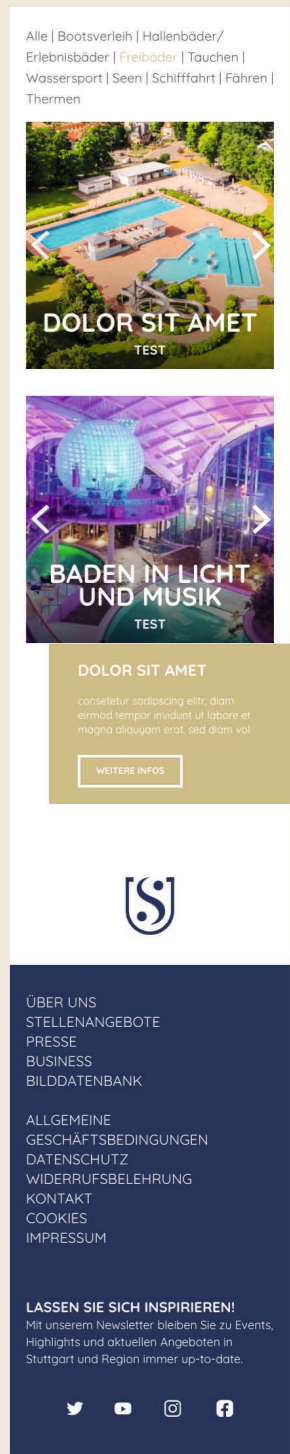 Alle | Bootsverleih | Hallenbäder/
Erlebnisbäder | Freibäder | Tauchen |
Wassersport | Seen | Schifffahrt | Fähren |
Thermen
DOLOR SIT AMET
TEST
BADEN IN LICHT
UND MUSIK
TEST
DOLOR SIT AMET
consetetur sadipscing elitr, diam
eirmod tempor invidunt ut labore et
magna aliquyam erat, sed diam vol
WEITERE INFOS
S
ÜBER UNS
STELLENANGEBOTE
PRESSE
BUSINESS
BILDDATENBANK
ALLGEMEINE
GESCHÄFTSBEDINGUNGEN
DATENSCHUTZ
WIDERRUFSBELEHRUNG
KONTAKT
COOKIES
IMPRESSUM
LASSEN SIE SICH INSPIRIEREN!
Mit unserem Newsletter bleiben Sie zu Events,
Highlights und aktuellen Angeboten in
Stuttgart und Region immer up-to-date.